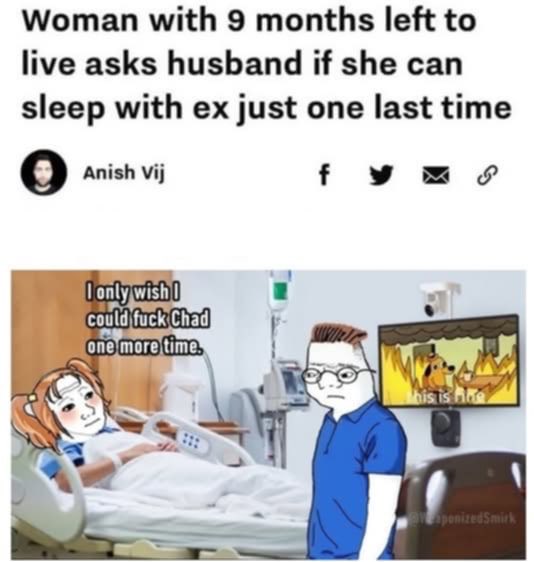 Woman with 9 months left to
live asks husband if she can
sleep with ex just one last time
Anish Vij
I only wish I
could fuck Chad
one more time.
this is fine
@WeaponizedSmirk